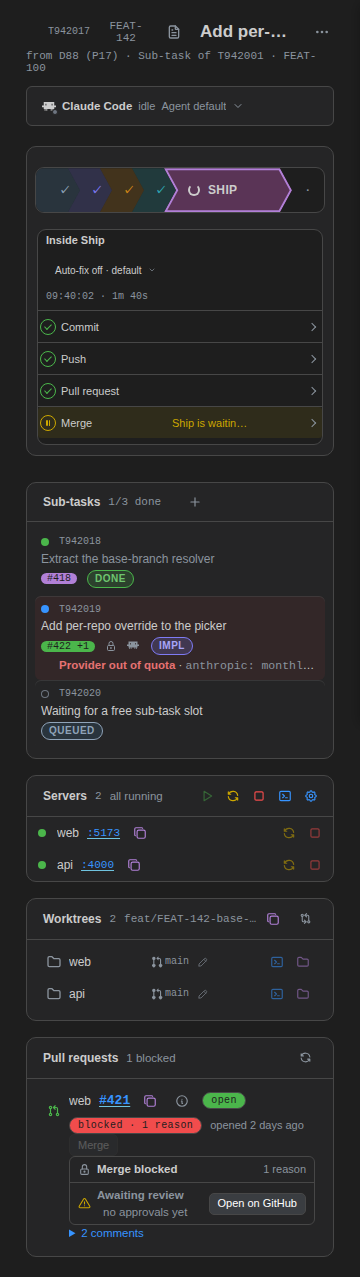 T942017 FEAT-142 Add per-…
from D88 (P17) · Sub-task of T942001 · FEAT-100
Claude Code idle Agent default
SHIP
Inside Ship
Auto-fix off · default
09:40:02 · 1m 40s
Commit
Push
Pull request
Merge Ship is waitin…
Sub-tasks 1/3 done
T942018
Extract the base-branch resolver
#418 DONE
T942019
Add per-repo override to the picker
#422 +1 IMPL
Provider out of quota · anthropic: monthl…
T942020
Waiting for a free sub-task slot
QUEUED
Servers 2 all running
web :5173
api :4000
Worktrees 2 feat/FEAT-142-base-…
web main
api main
Pull requests 1 blocked
web #421 open
blocked · 1 reason opened 2 days ago
Merge
Merge blocked 1 reason
Awaiting review
no approvals yet
Open on GitHub
2 comments